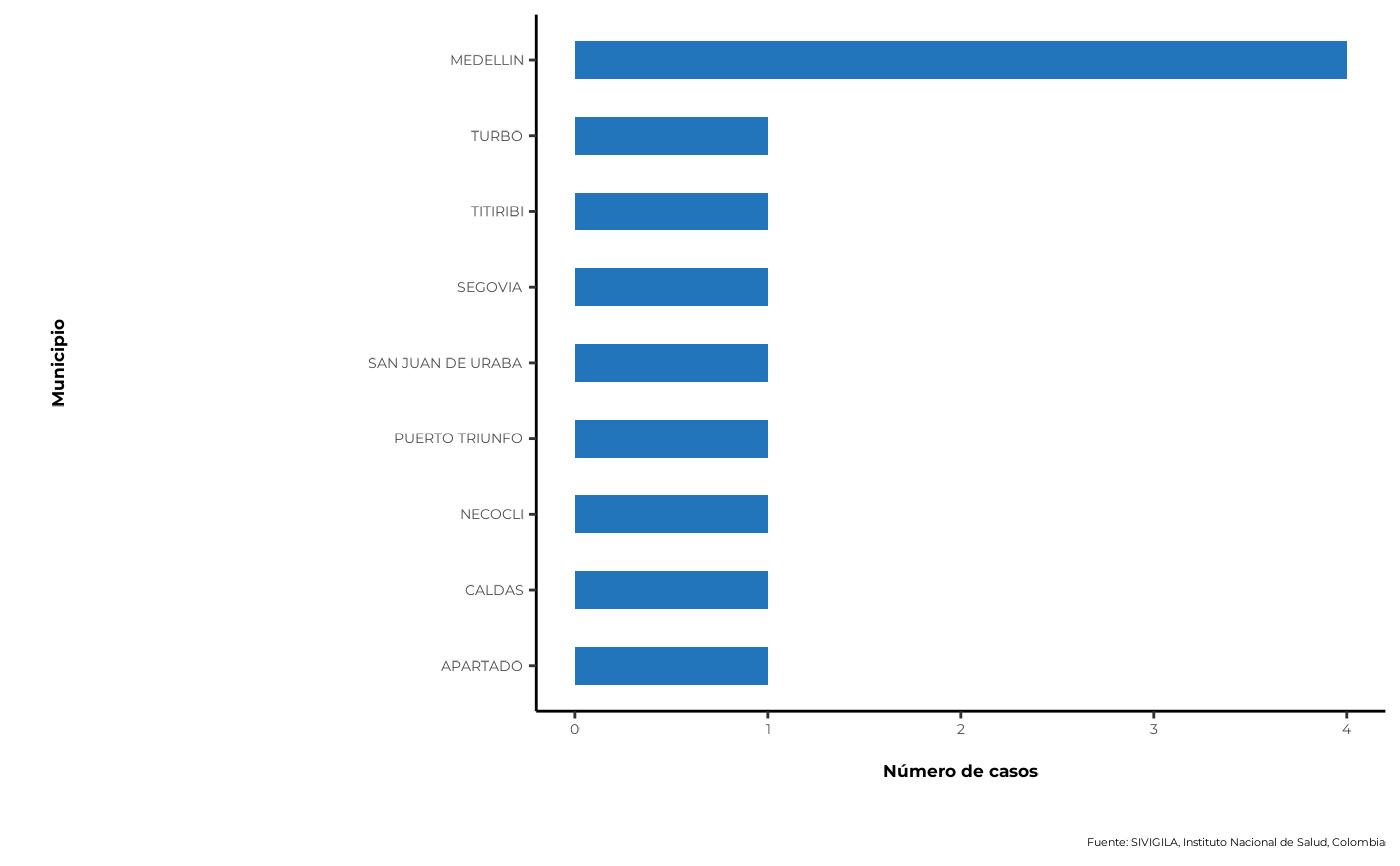 MEDELLIN
TURBO
TITIRIBI
SEGOVIA
SAN JUAN DE URABA
PUERTO TRIUNFO
NECOCLI
CALDAS
APARTADO
Municipio
0 1 2 3 4
Número de casos
Fuente: SIVIGILA, Instituto Nacional de Salud, Colombia